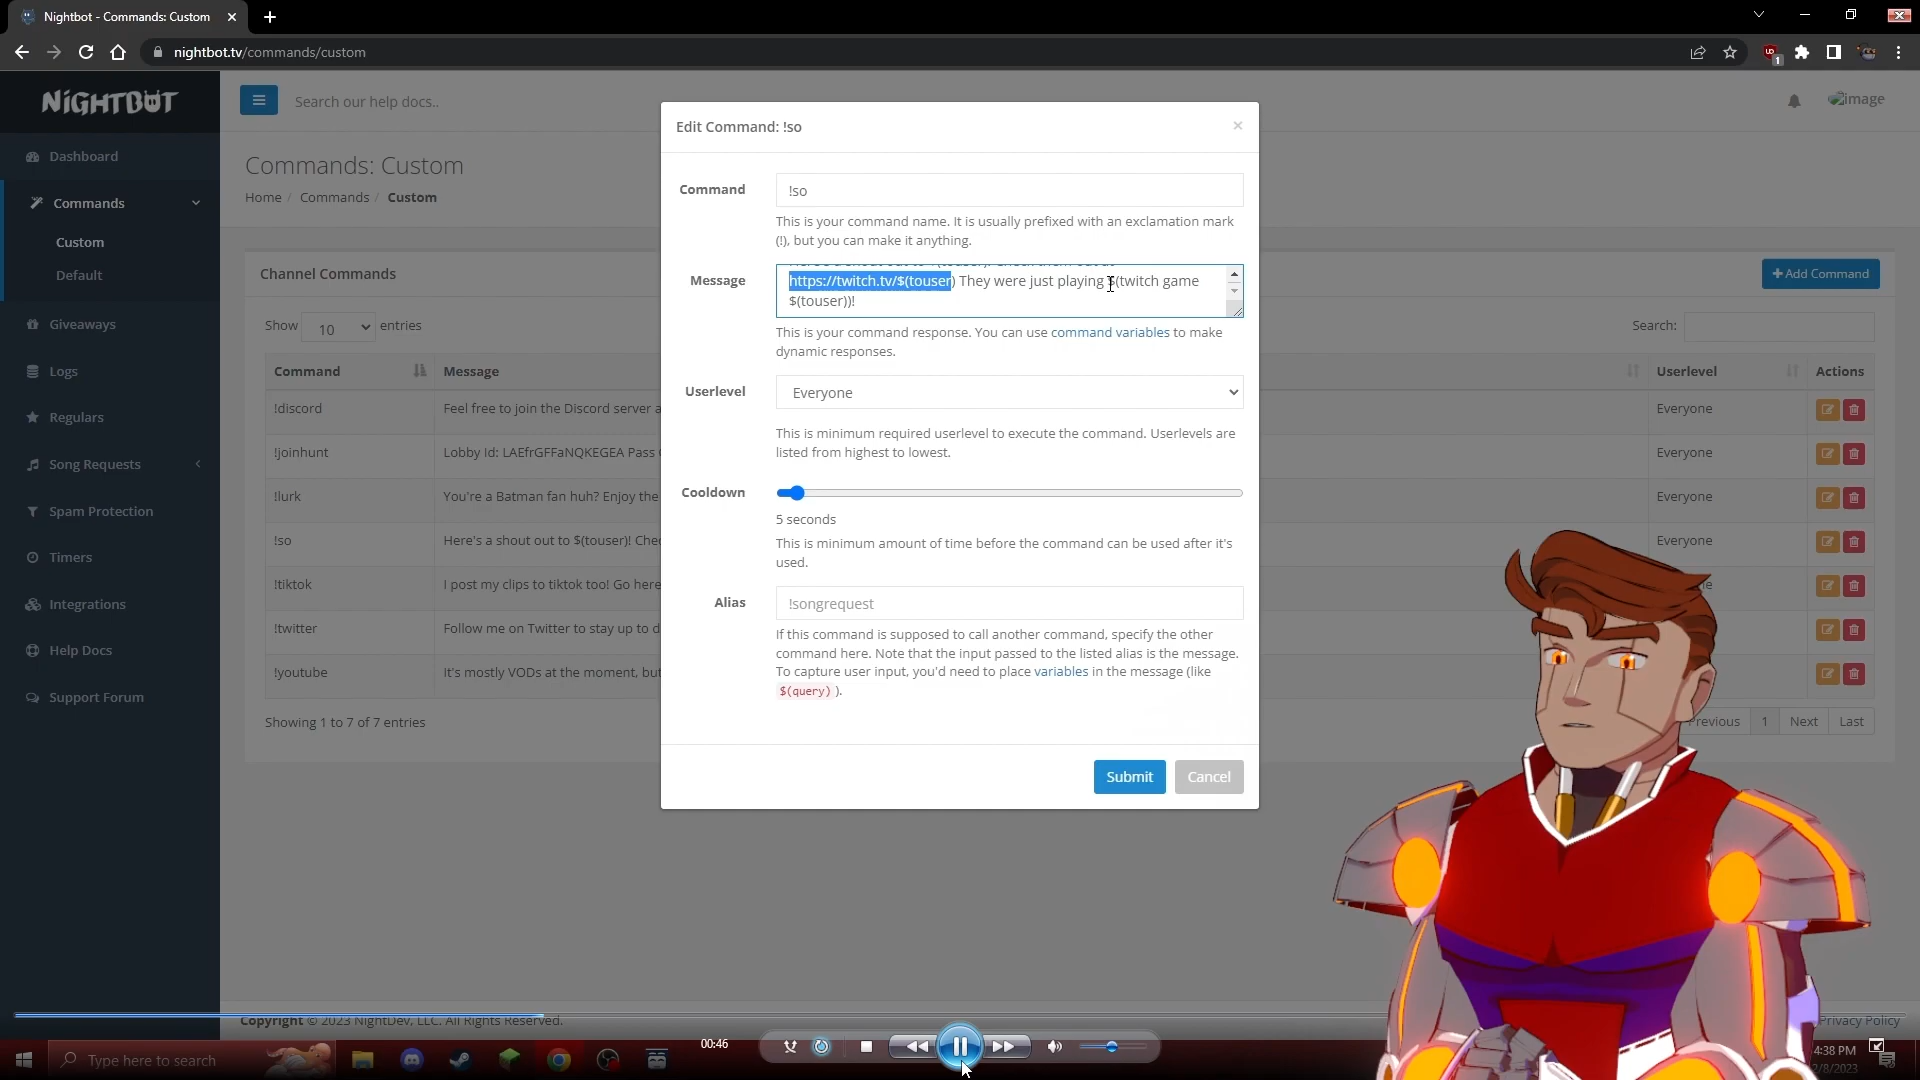 Nightbot - Commands: Custom
nightbot.tv/commands/custom
1
NIGHTBOT
Search our help docs..
image
Dashboard
Commands
Custom
Default
Giveaways
Logs
Regulars
Song Requests
Spam Protection
Timers
Integrations
Help Docs
Support Forum
Commands: Custom
Home / Commands / Custom
Channel Commands
+Add Command
Show 10 entries
Search:
Command Message Userlevel Actions
!discord Feel free to join the Discord server a Everyone
!joinhunt Lobby Id: LAEfrGFFaNQKEGEA Pass Everyone
!lurk You're a Batman fan huh? Enjoy the Everyone
!so Here's a shout out to $(touser)! Chec Everyone
!tiktok I post my clips to tiktok too! Go here
!twitter Follow me on Twitter to stay up to d
!youtube It's mostly VODs at the moment, but
Showing 1 to 7 of 7 entries
Previous 1 Next Last
Edit Command: !so
×
Command
!so
This is your command name. It is usually prefixed with an exclamation mark
(!), but you can make it anything.
Message
https://twitch.tv/$(touser) They were just playing $(twitch game
$(touser))!
This is your command response. You can use command variables to make
dynamic responses.
Userlevel
Everyone
This is minimum required userlevel to execute the command. Userlevels are
listed from highest to lowest.
Cooldown
5 seconds
This is minimum amount of time before the command can be used after it's
used.
Alias
!songrequest
If this command is supposed to call another command, specify the other
command here. Note that the input passed to the listed alias is the message.
To capture user input, you'd need to place variables in the message (like
$(query) ).
Submit
Cancel
Copyright © 2023 NightDev, LLC. All Rights Reserved.
Privacy Policy
Type here to search
00:46
4:38 PM
2/8/2023